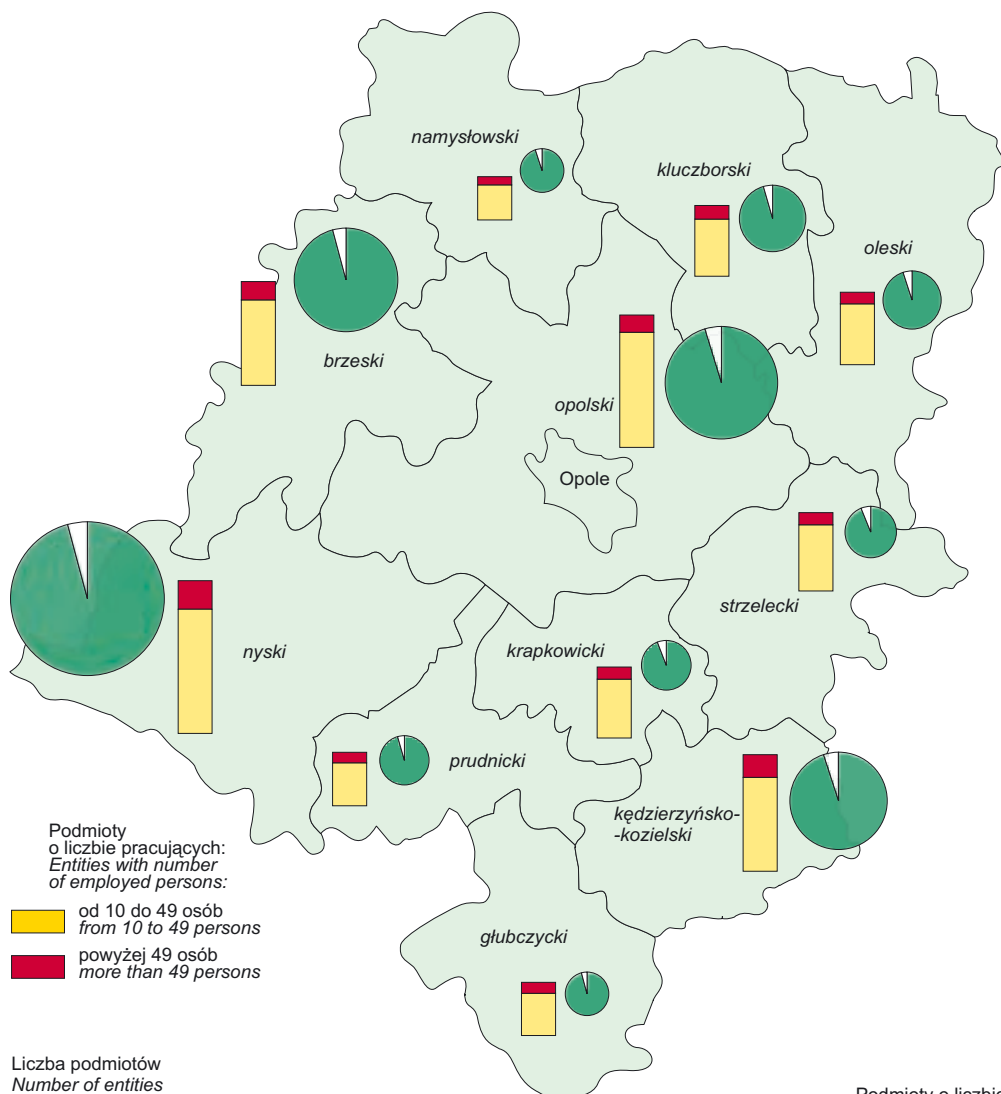 namysłowski
kluczborski
oleski
brzeski
opolski
Opole
strzelecki
nyski
krapkowicki
prudnicki
kędzierzyńsko-
-kozielski
głubczycki
Podmioty
o liczbie pracujących:
Entities with number
of employed persons:
od 10 do 49 osób
from 10 to 49 persons
powyżej 49 osób
more than 49 persons
Liczba podmiotów
Number of entities